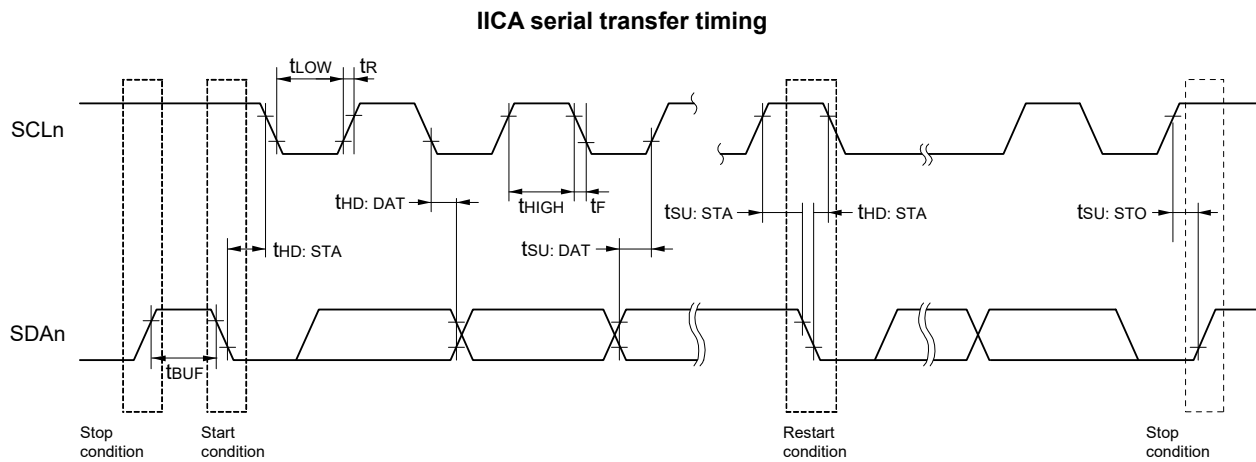 IICA serial transfer timing
tLOW tR
SCLn
tHD: DAT tHIGH tF tSU: STA tHD: STA tSU: STO
tHD: STA tSU: DAT
SDAn
tBUF
Stop condition
Start condition
Restart condition
Stop condition